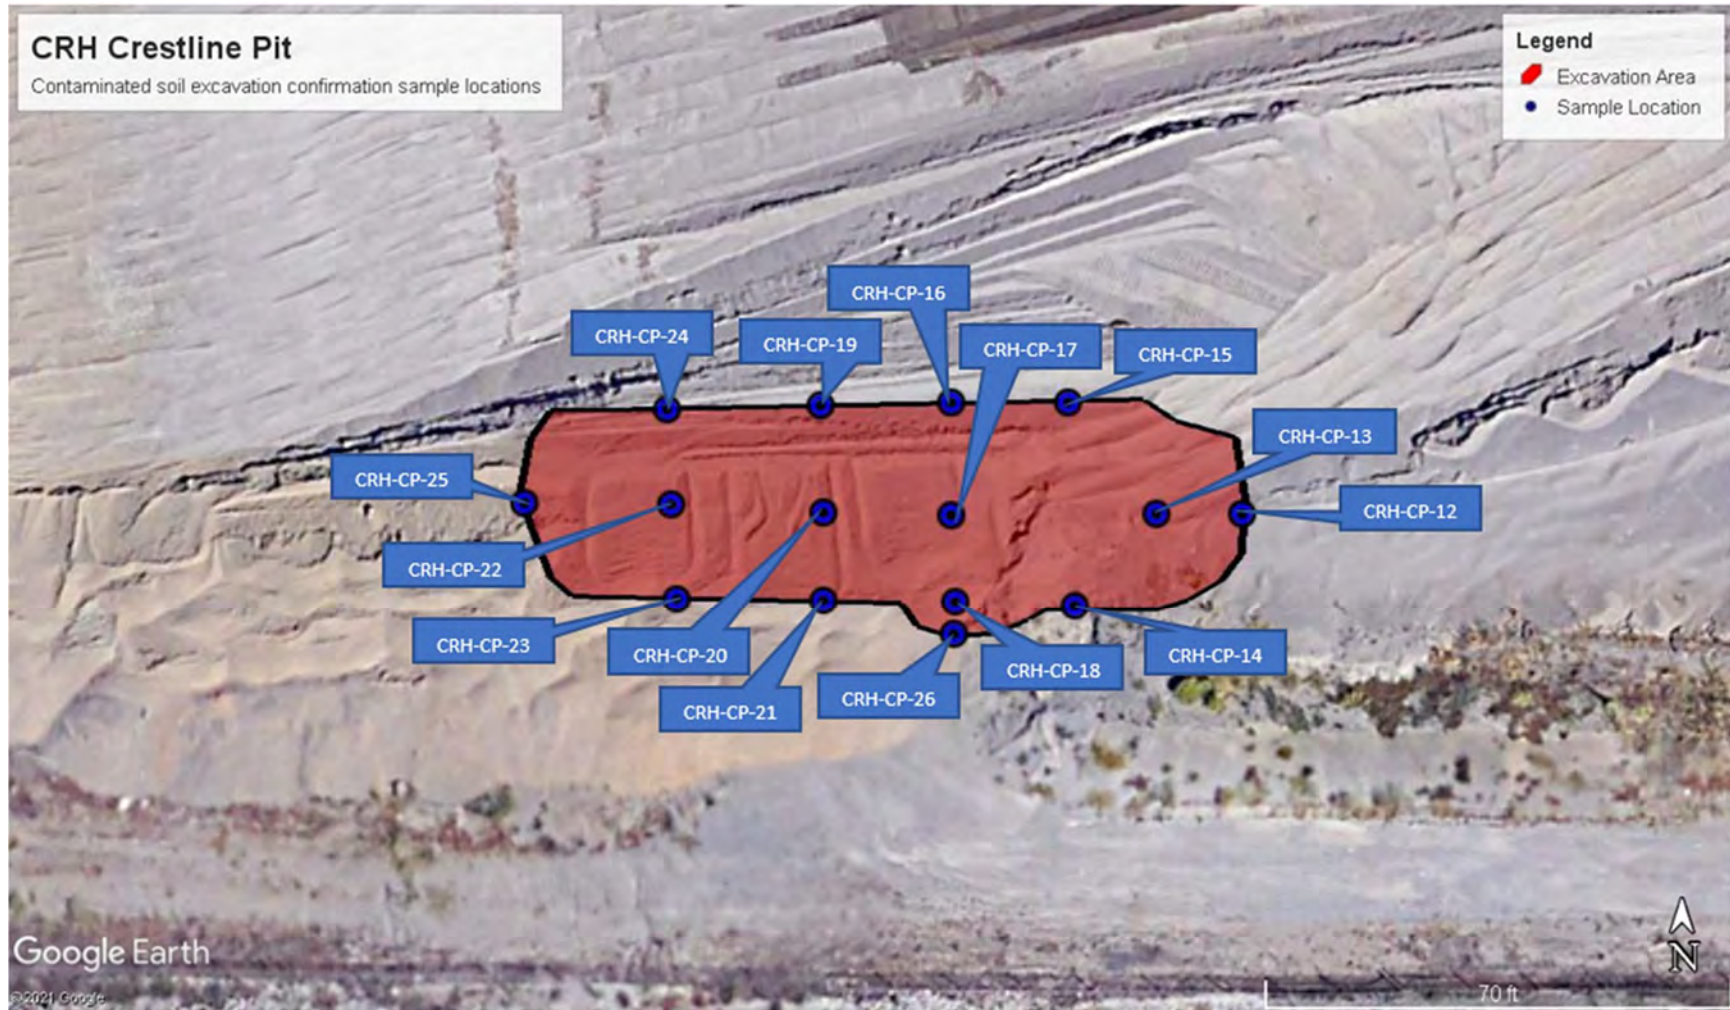 CRH Crestline Pit
Contaminated soil excavation confirmation sample locations
Legend
Excavation Area
Sample Location
CRH-CP-16
CRH-CP-24
CRH-CP-19
CRH-CP-17
CRH-CP-15
CRH-CP-13
CRH-CP-25
CRH-CP-12
CRH-CP-22
CRH-CP-23
CRH-CP-20
CRH-CP-18
CRH-CP-14
CRH-CP-26
CRH-CP-21
Google Earth
N
© 2021 Google
70 ft